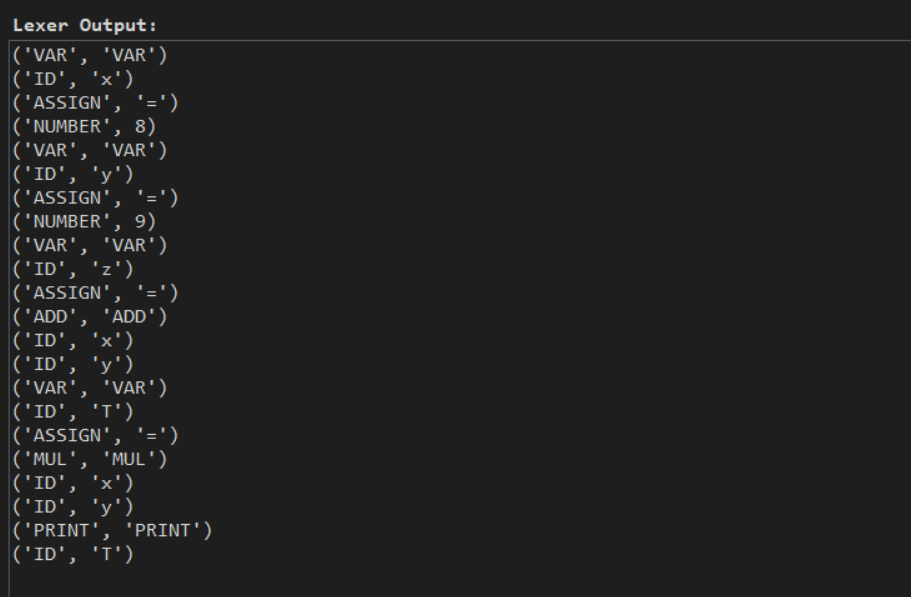 Lexer Output:
('VAR', 'VAR')
('ID', 'x')
('ASSIGN', '=')
('NUMBER', 8)
('VAR', 'VAR')
('ID', 'y')
('ASSIGN', '=')
('NUMBER', 9)
('VAR', 'VAR')
('ID', 'z')
('ASSIGN', '=')
('ADD', 'ADD')
('ID', 'x')
('ID', 'y')
('VAR', 'VAR')
('ID', 'T')
('ASSIGN', '=')
('MUL', 'MUL')
('ID', 'x')
('ID', 'y')
('PRINT', 'PRINT')
('ID', 'T')